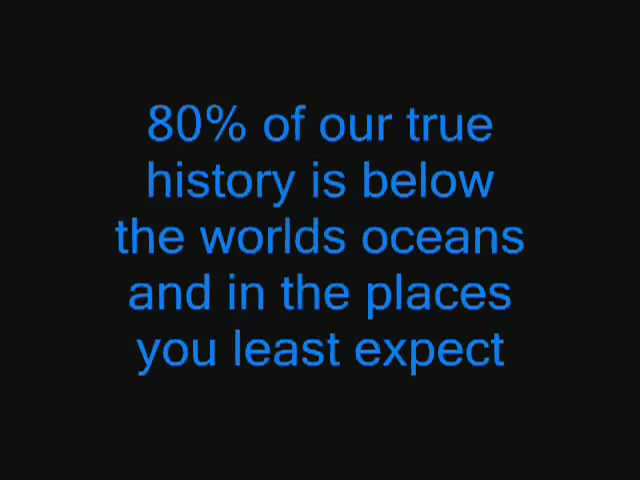 80% of our true
history is below
the worlds oceans
and in the places
you least expect